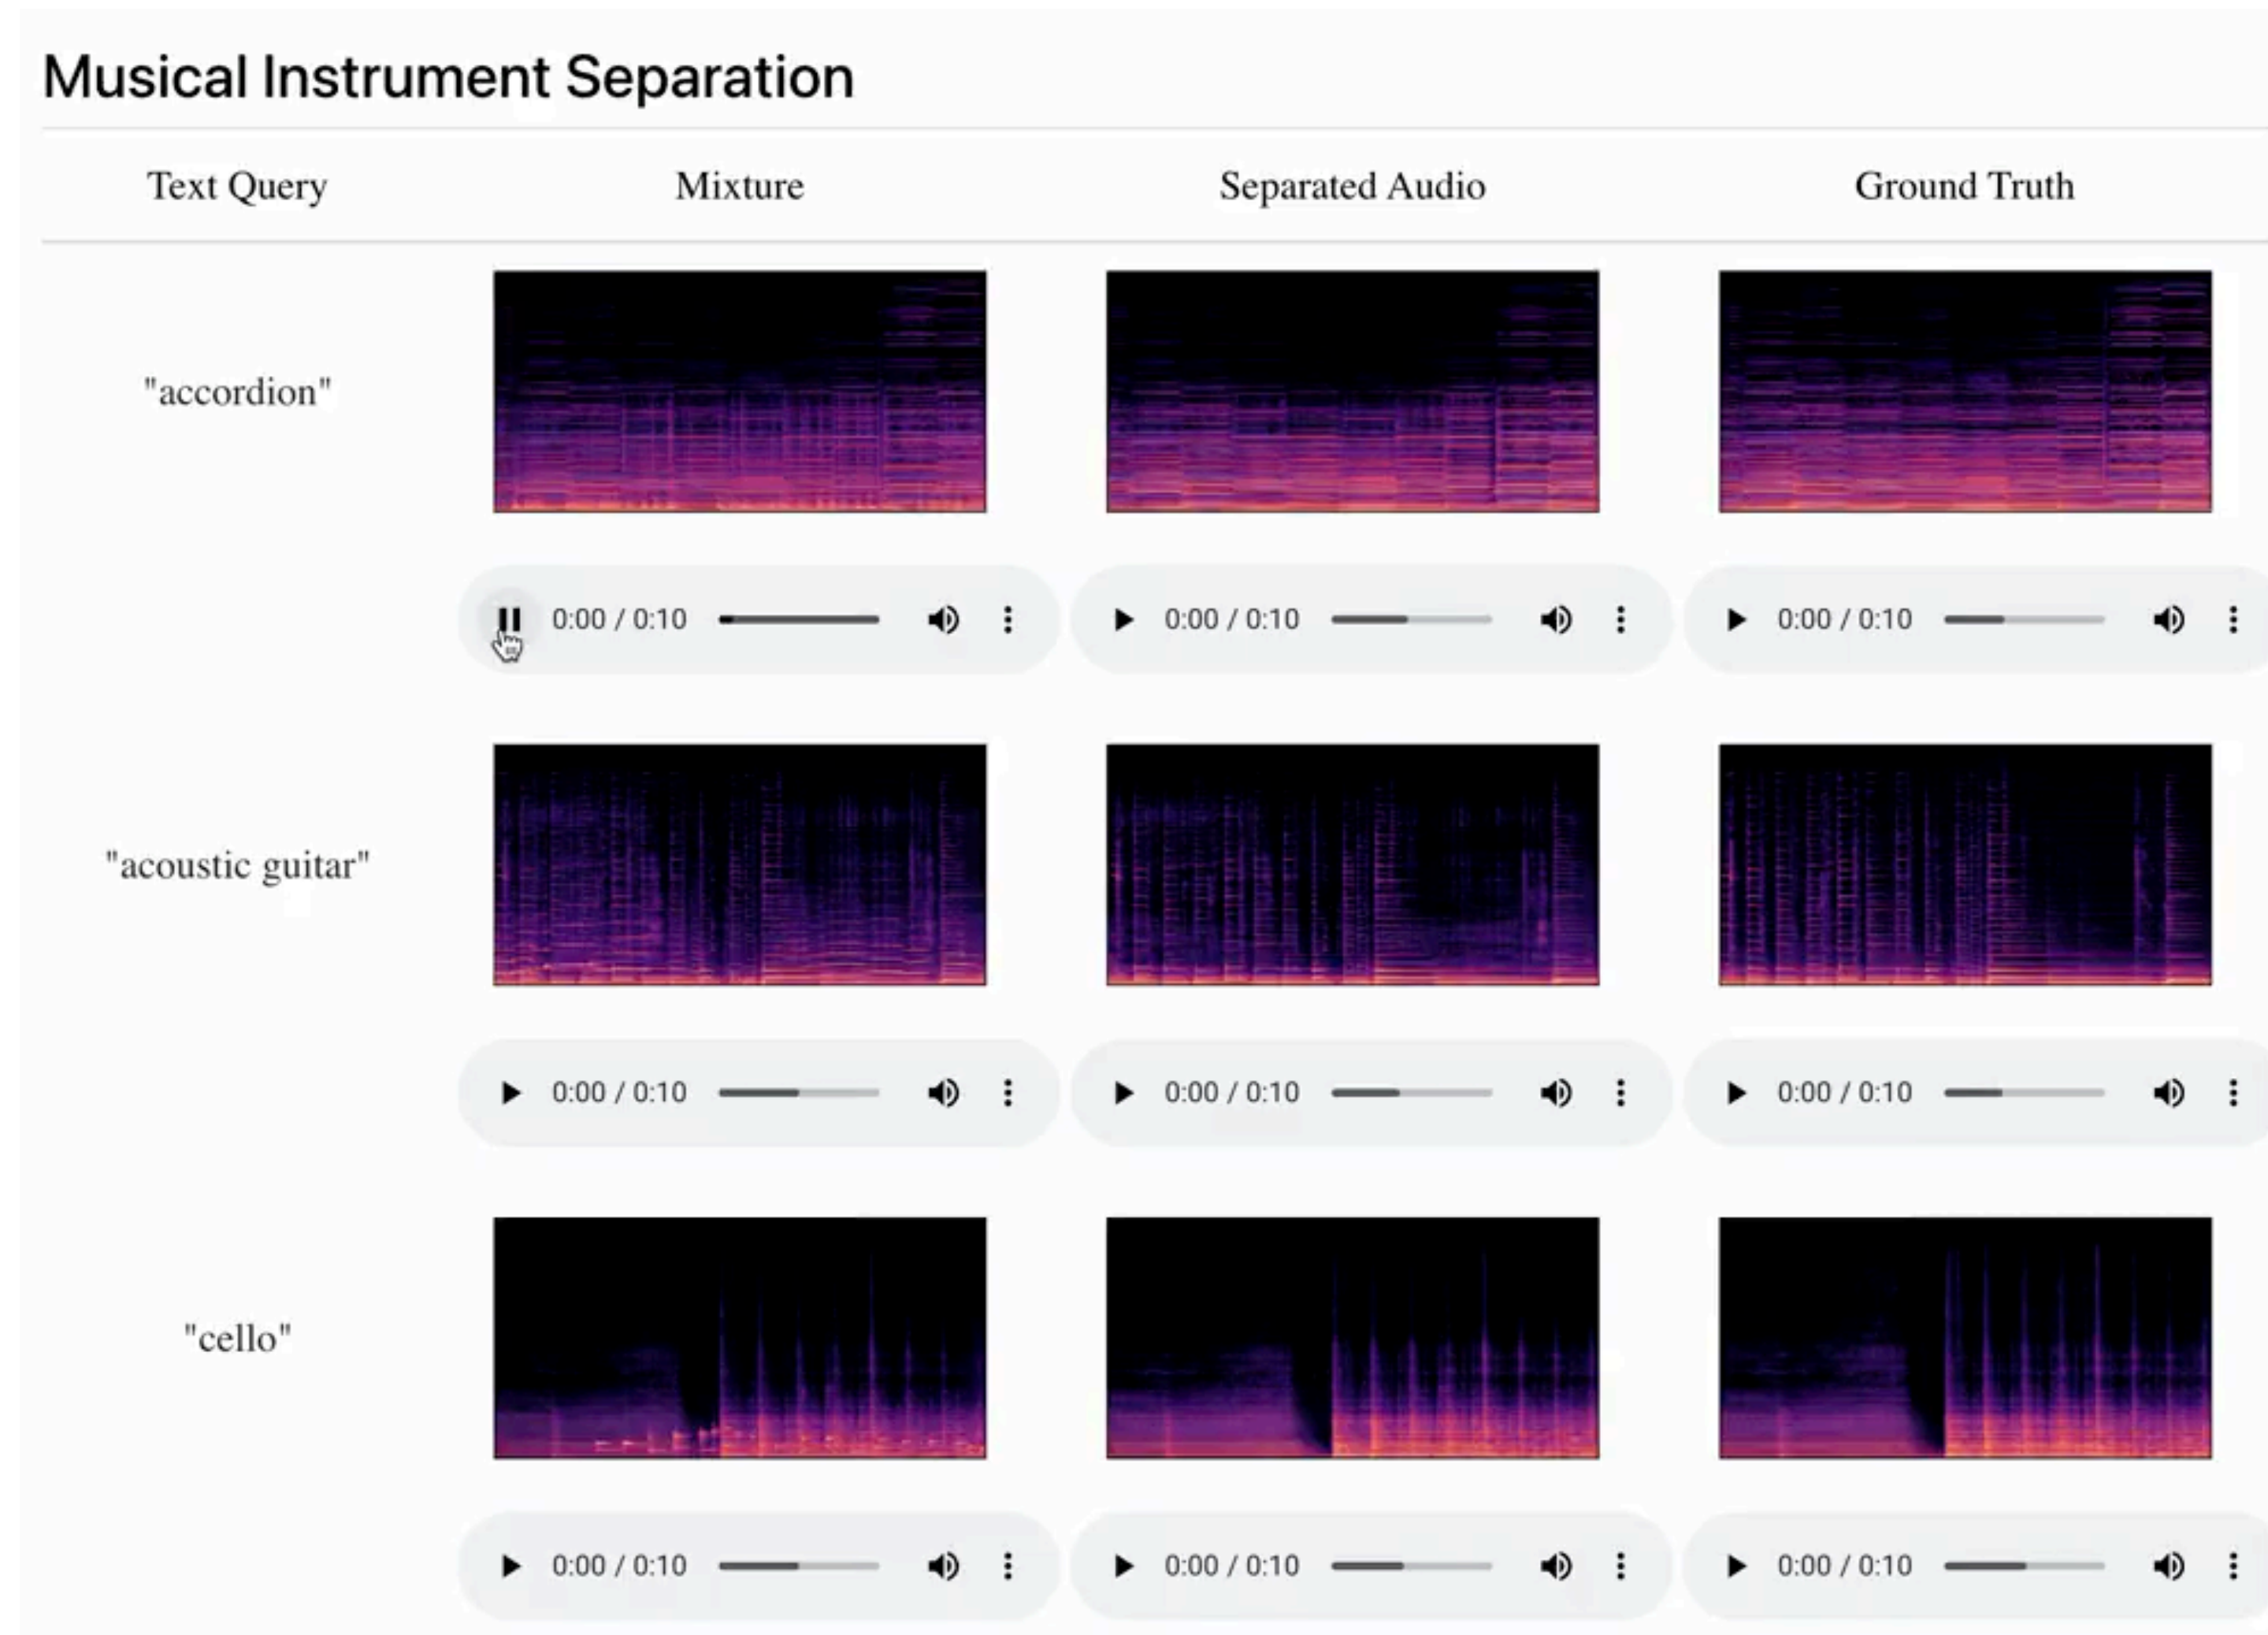 Musical Instrument Separation
Text Query Mixture Separated Audio Ground Truth
"accordion"
0:00 / 0:10 0:00 / 0:10 0:00 / 0:10
"acoustic guitar"
0:00 / 0:10 0:00 / 0:10 0:00 / 0:10
"cello"
0:00 / 0:10 0:00 / 0:10 0:00 / 0:10